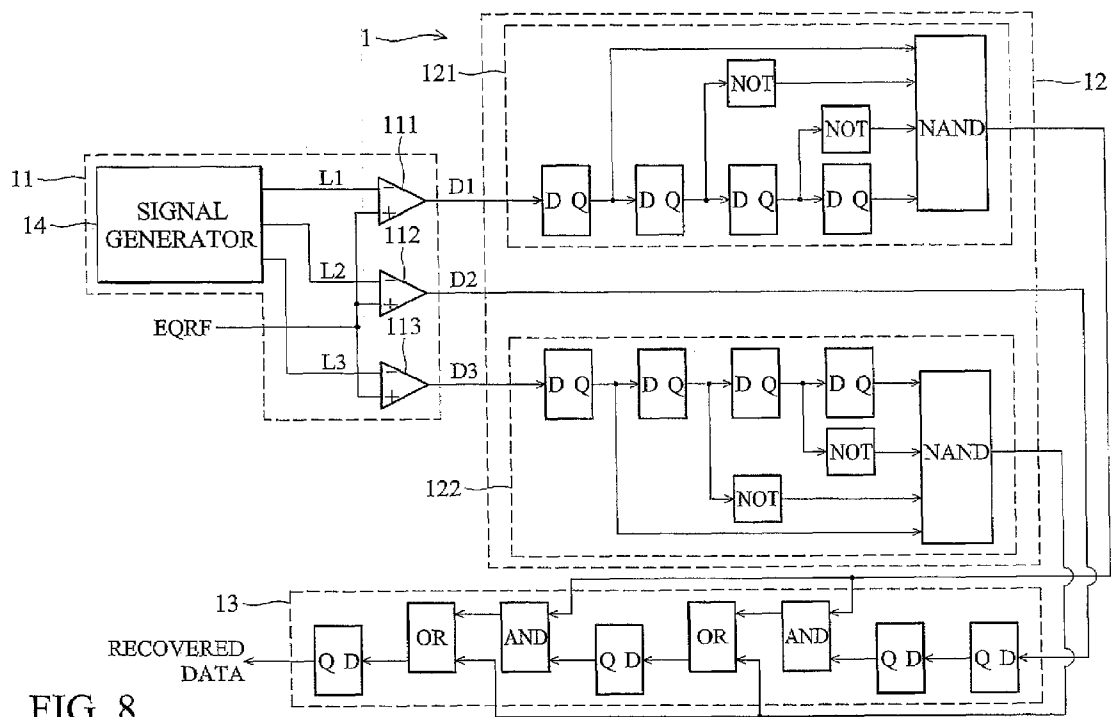 1
121
12
NOT
NOT
NAND
D Q
D Q
D Q
D Q
11
14
SIGNAL
GENERATOR
L1
111
D1
112
L2
D2
EQRF
113
L3
D3
122
D Q
D Q
D Q
D Q
NOT
NOT
NAND
13
OR
AND
OR
AND
Q D
Q D
Q D
Q D
RECOVERED
DATA
FIG. 8